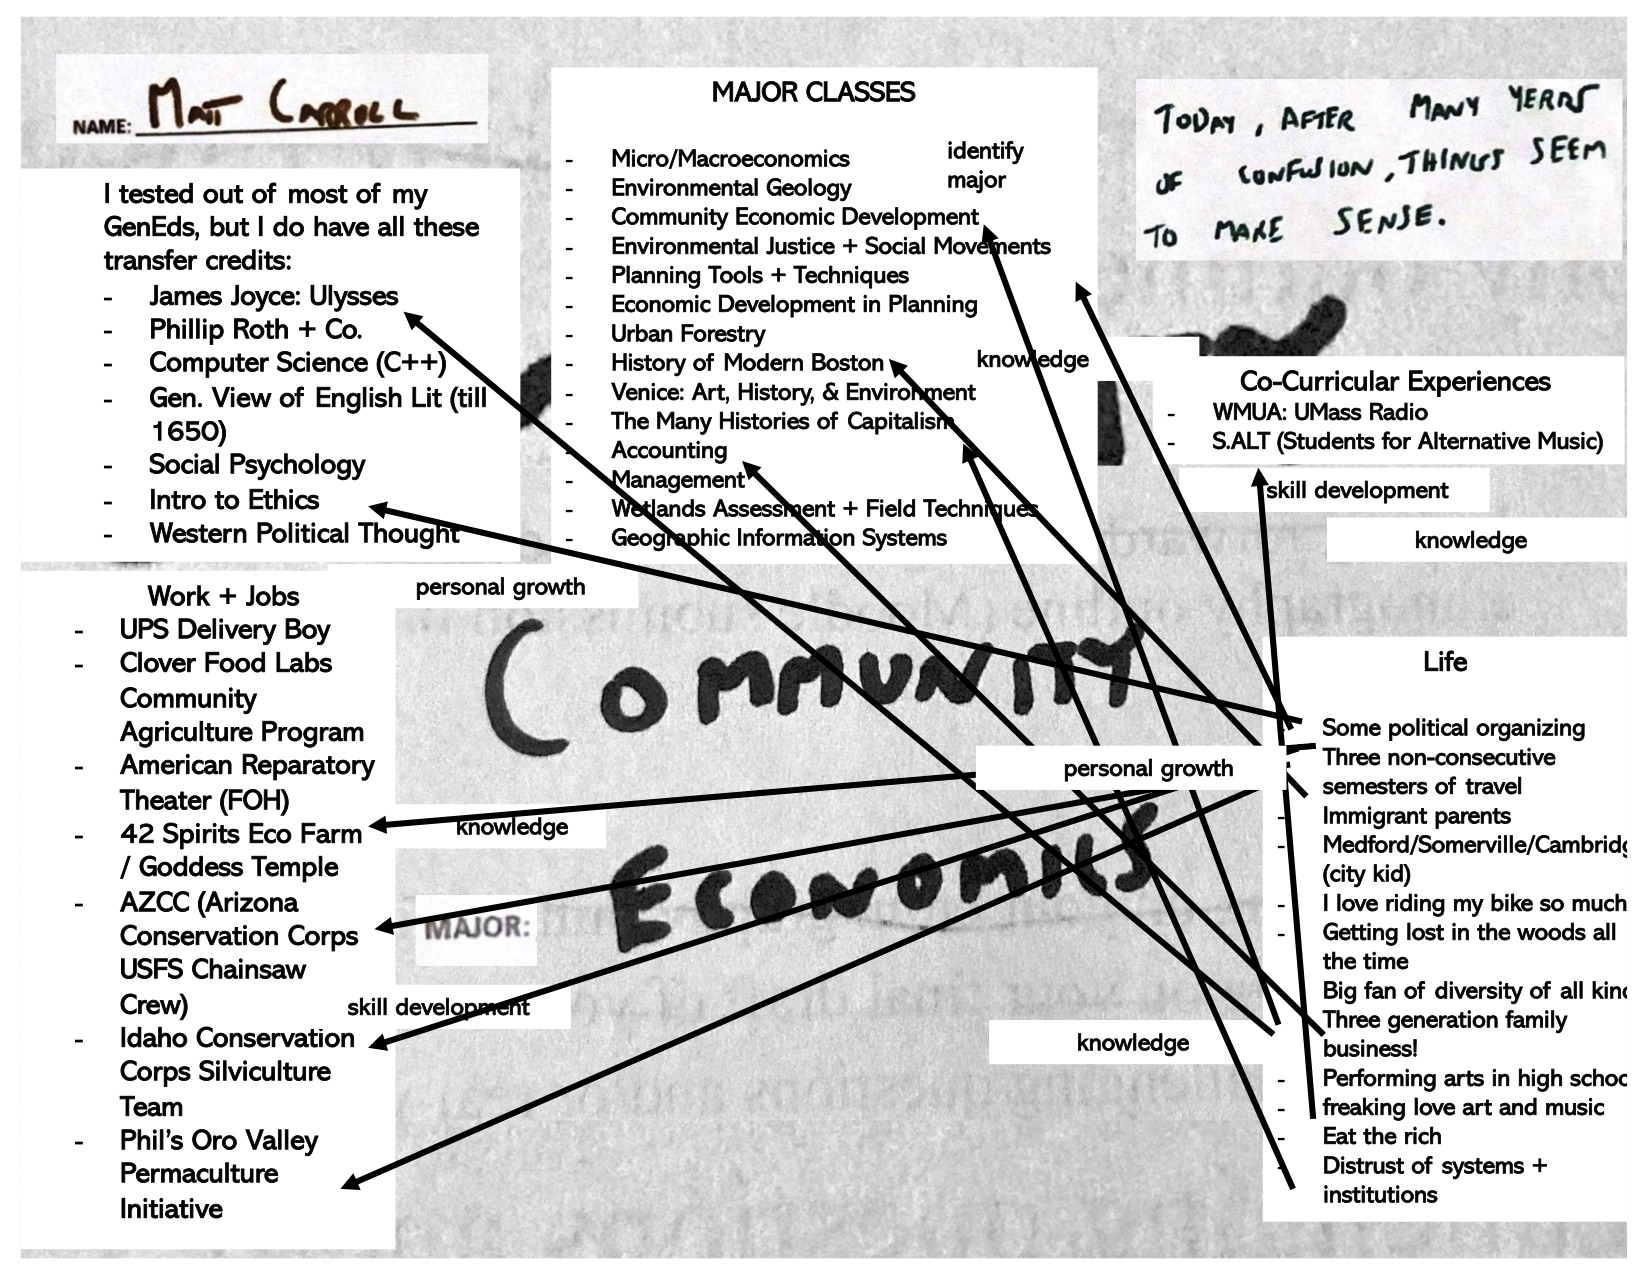 NAME: MATT CARROLL
I tested out of most of my
GenEds, but I do have all these
transfer credits:
- James Joyce: Ulysses
- Phillip Roth + Co.
- Computer Science (C++)
- Gen. View of English Lit (till
1650)
- Social Psychology
- Intro to Ethics
- Western Political Thought
personal growth
Work + Jobs
- UPS Delivery Boy
- Clover Food Labs
Community
Agriculture Program
- American Reparatory
Theater (FOH)
- 42 Spirits Eco Farm
/ Goddess Temple
- AZCC (Arizona
Conservation Corps
USFS Chainsaw
Crew)
- Idaho Conservation
Corps Silviculture
Team
- Phil's Oro Valley
Permaculture
Initiative
knowledge
skill development
MAJOR CLASSES
identify
major
- Micro/Macroeconomics
- Environmental Geology
- Community Economic Development
- Environmental Justice + Social Movements
- Planning Tools + Techniques
- Economic Development in Planning
- Urban Forestry
- History of Modern Boston
- Venice: Art, History, & Environment
- The Many Histories of Capitalism
- Accounting
- Management
- Wetlands Assessment + Field Techniques
- Geographic Information Systems
knowledge
COMMUNITY
MAJOR: ECONOMICS
personal growth
knowledge
TODAY, AFTER MANY YEARS
OF CONFUSION, THINGS SEEM
TO MAKE SENSE.
Co-Curricular Experiences
- WMUA: UMass Radio
- S.ALT (Students for Alternative Music)
skill development
knowledge
Life
- Some political organizing
- Three non-consecutive
semesters of travel
- Immigrant parents
- Medford/Somerville/Cambridg
(city kid)
- I love riding my bike so much
- Getting lost in the woods all
the time
- Big fan of diversity of all kin
- Three generation family
business!
- Performing arts in high schoo
- freaking love art and music
- Eat the rich
- Distrust of systems +
institutions